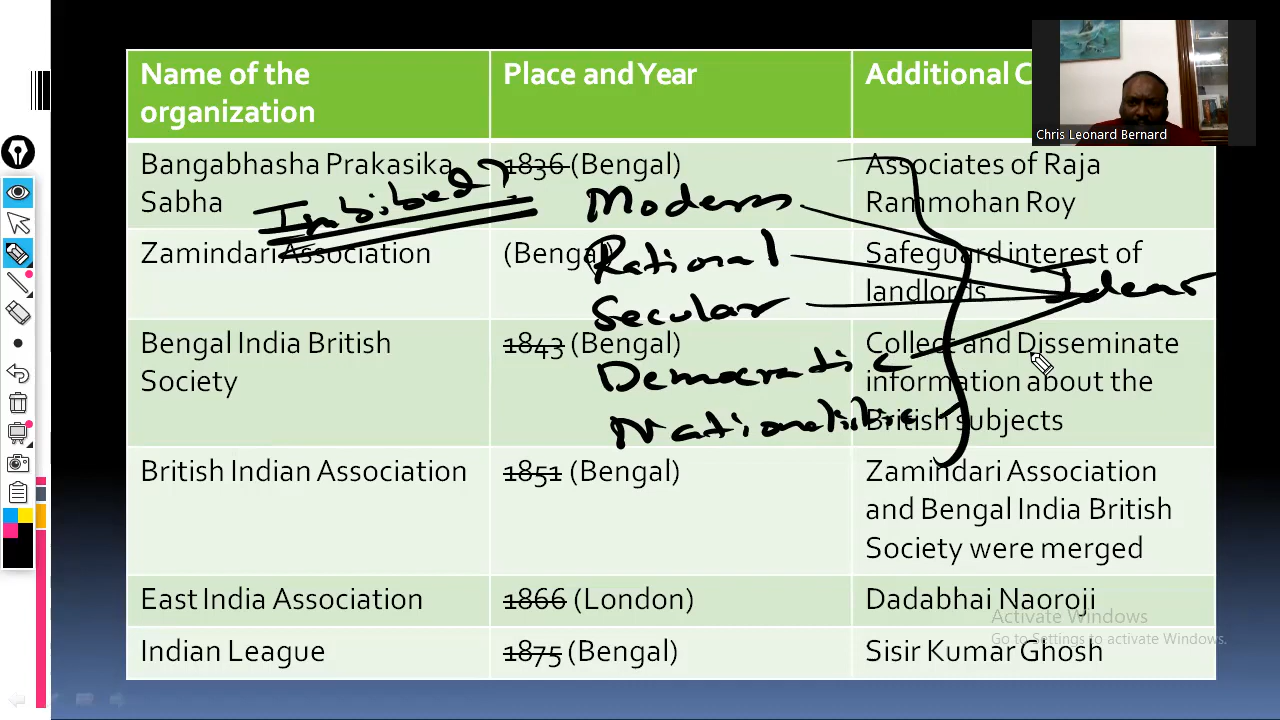 Name of the
organization
Place and Year
Additional C
Chris Leonard Bernard
Bangabhasha Prakasika
Sabha
1836 (Bengal)
Associates of Raja
Rammohan Roy
Imbibed?
Modern
Zamindari Association
(Bengal)
Safeguard interest of
landlords
Rational
Secular
Ideas
Bengal India British
Society
1843 (Bengal)
Collect and Disseminate
information about the
British subjects
Democratic
Nationalistic
British Indian Association
1851 (Bengal)
Zamindari Association
and Bengal India British
Society were merged
East India Association
1866 (London)
Dadabhai Naoroji
Indian League
1875 (Bengal)
Sisir Kumar Ghosh
Activate Windows
Go to Settings to activate Windows.